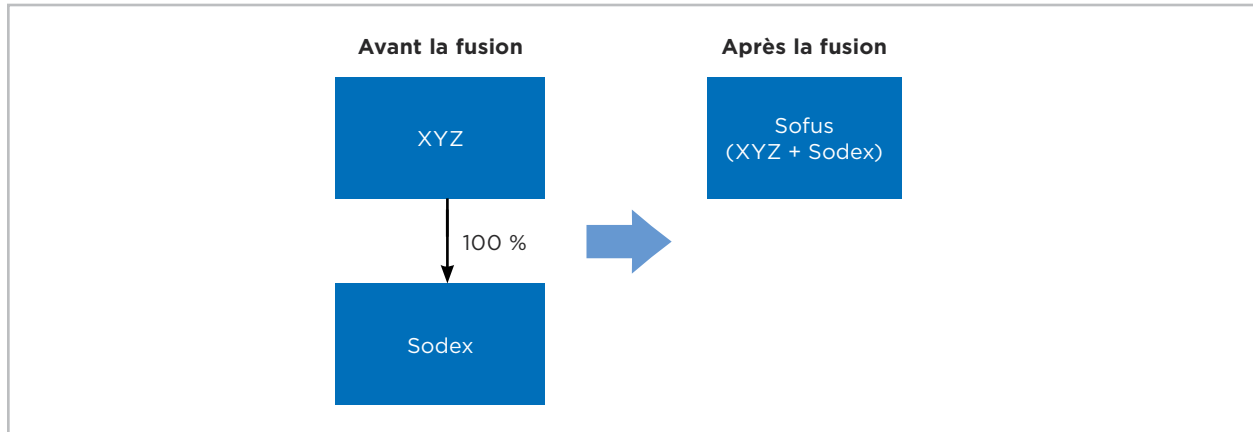 Avant la fusion
Après la fusion
XYZ
Sofus
(XYZ + Sodex)
100 %
Sodex